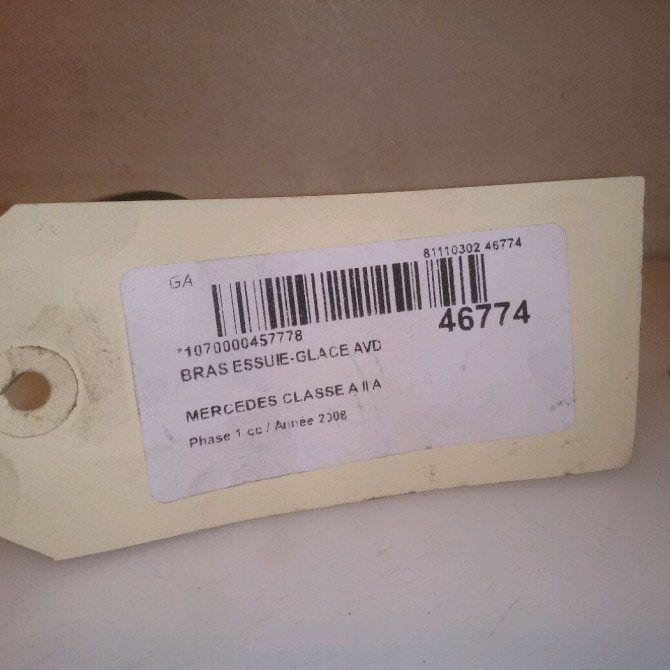 GA
81110302 46774
46774
*1070000457778
BRAS ESSUIE-GLACE AVD
MERCEDES CLASSE A II A
Phase 1 cc / Année 2008